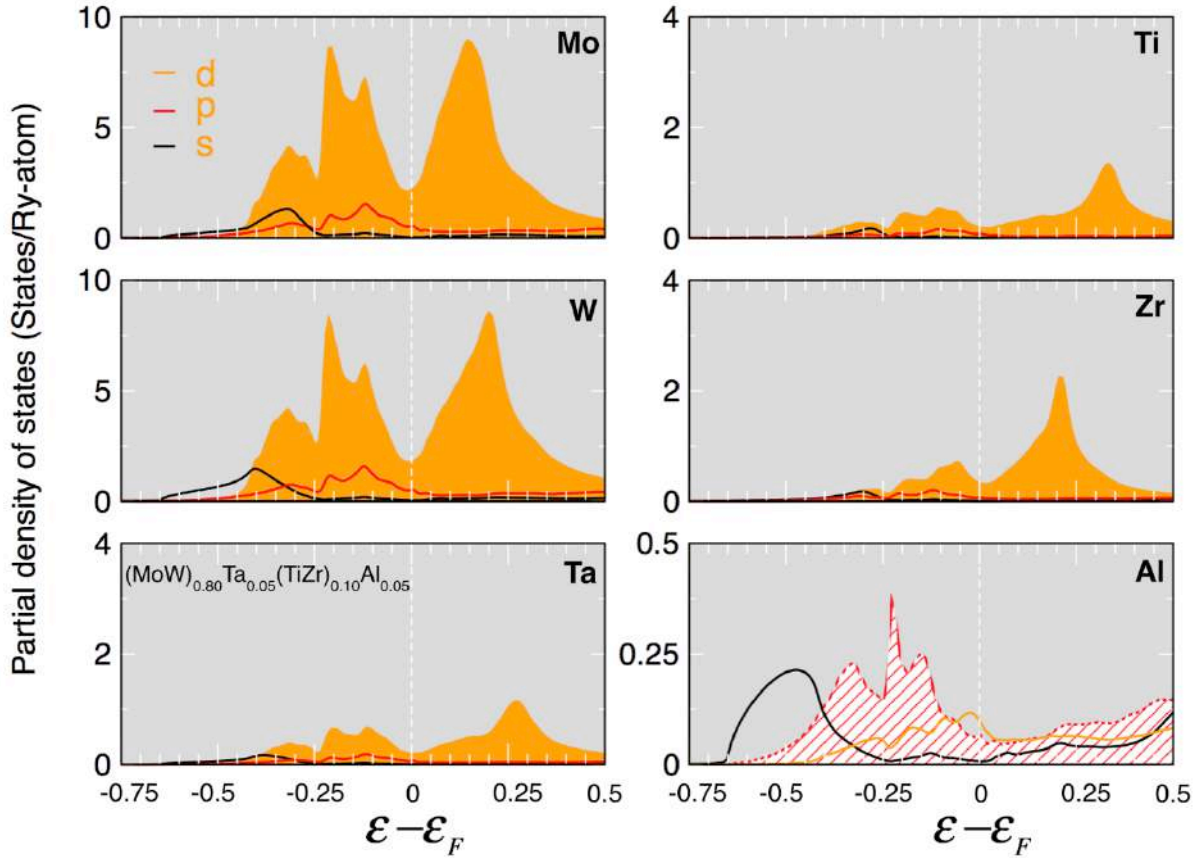 Partial density of states (States/Ry-atom)
10
5
0
Mo
d
p
s
4
2
0
Ti
10
5
0
W
4
2
0
Zr
4
2
0
(MoW)0.80Ta0.05(TiZr)0.10Al0.05
Ta
0.5
0.25
0
Al
-0.75 -0.5 -0.25 0 0.25 0.5
-0.75 -0.5 -0.25 0 0.25 0.5
ε−εF
ε−εF